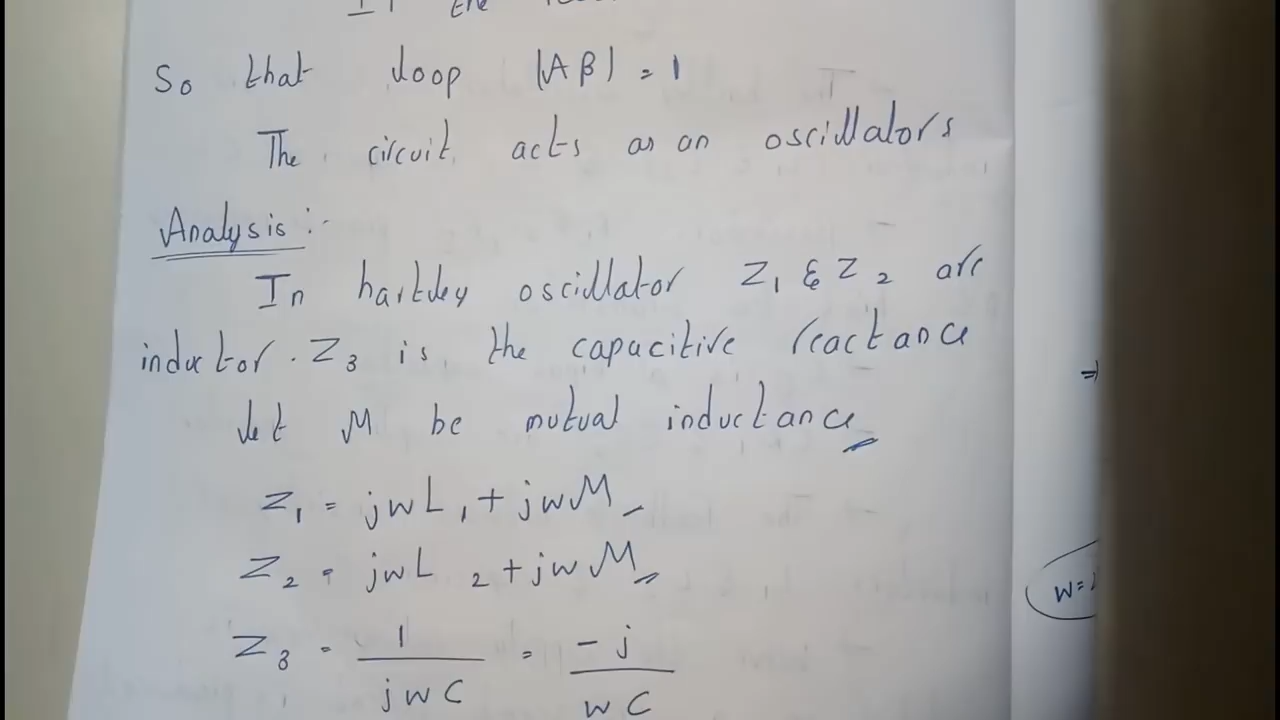 the
So that loop |Aβ| = 1
The circuit acts as an oscillators
Analysis :-
In hartley oscillator Z1 & Z2 are
inductor. Z3 is the capacitive reactance
Let M be mutual inductance
Z1 = jwL1 + jwM
Z2 = jwL2 + jwM
Z3 = 1/jwC = -j/wC
⇒
w=